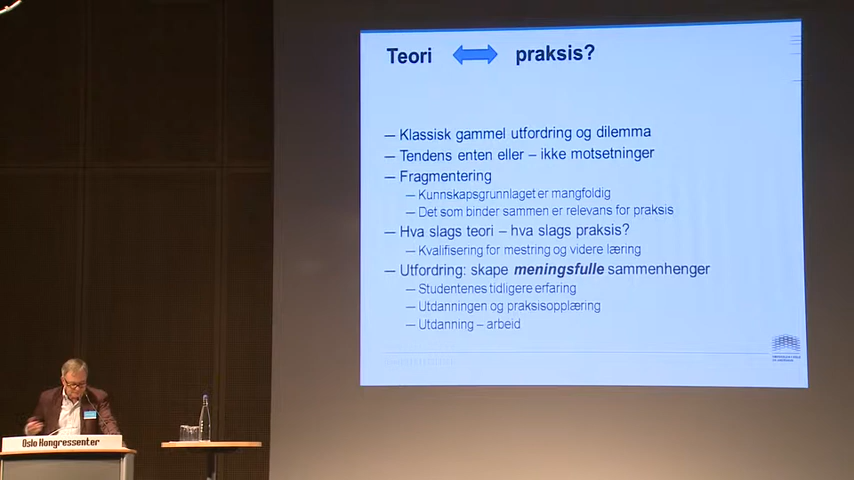 Teori praksis?
— Klassisk gammel utfordring og dilemma
— Tendens enten eller – ikke motsetninger
— Fragmentering
— Kunnskapsgrunnlaget er mangfoldig
— Det som binder sammen er relevans for praksis
— Hva slags teori – hva slags praksis?
— Kvalifisering for mestring og videre læring
— Utfordring: skape meningsfulle sammenhenger
— Studentenes tidligere erfaring
— Utdanningen og praksisopplæring
— Utdanning – arbeid
Oslo Kongressenter